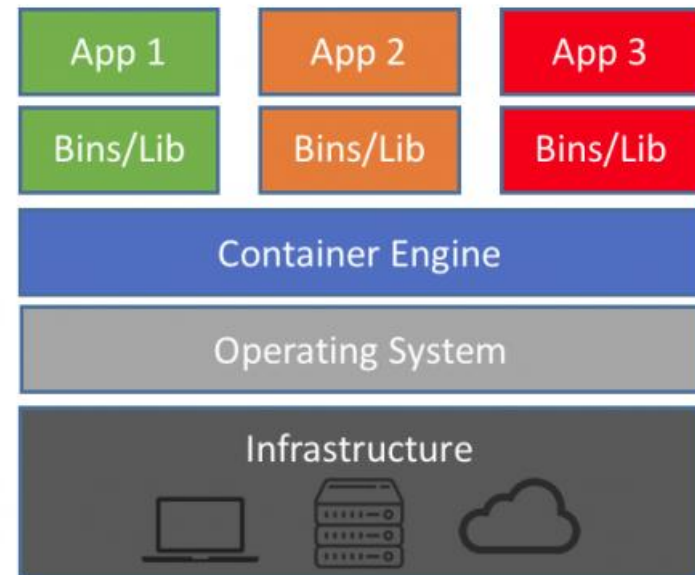 App 1
App 2
App 3
Bins/Lib
Bins/Lib
Bins/Lib
Container Engine
Operating System
Infrastructure